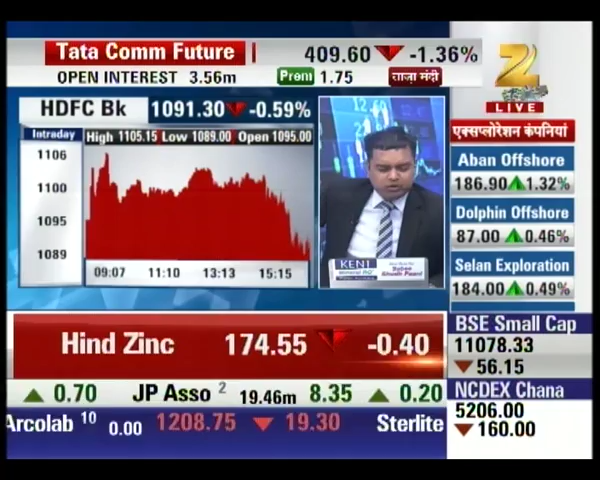 Tata Comm Future 409.60 -1.36%
OPEN INTEREST 3.56m Prem 1.75 ताज़ा मंदी
LIVE
HDFC Bk 1091.30 -0.59%
Intraday High 1105.15 Low 1089.00 Open 1095.00
1106
1100
1095
1089
09:07 11:10 13:13 15:15
KENT
Mineral RO
एक्सप्लोरेशन कंपनियां
Aban Offshore
186.90 1.32%
Dolphin Offshore
87.00 0.46%
Selan Exploration
184.00 0.49%
Hind Zinc 174.55 -0.40
BSE Small Cap
11078.33
56.15
NCDEX Chana
5206.00
160.00
0.70 JP Asso 2 19.46m 8.35 0.20
Arcolab 10 0.00 1208.75 19.30 Sterlite